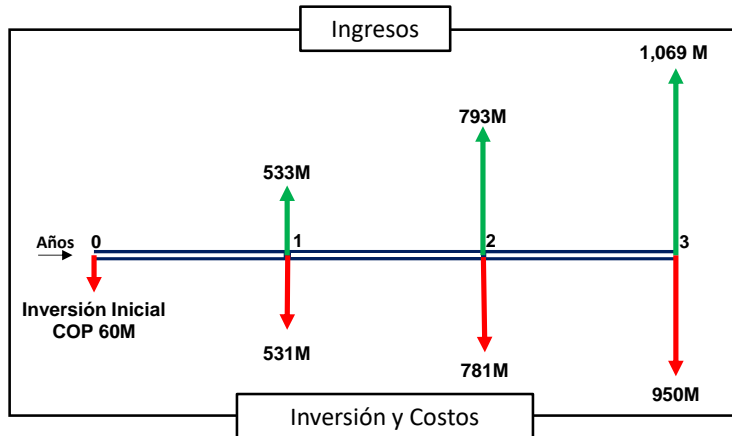 Ingresos
1,069 M
793M
533M
Años
0
1
2
3
Inversión Inicial
COP 60M
531M
781M
950M
Inversión y Costos